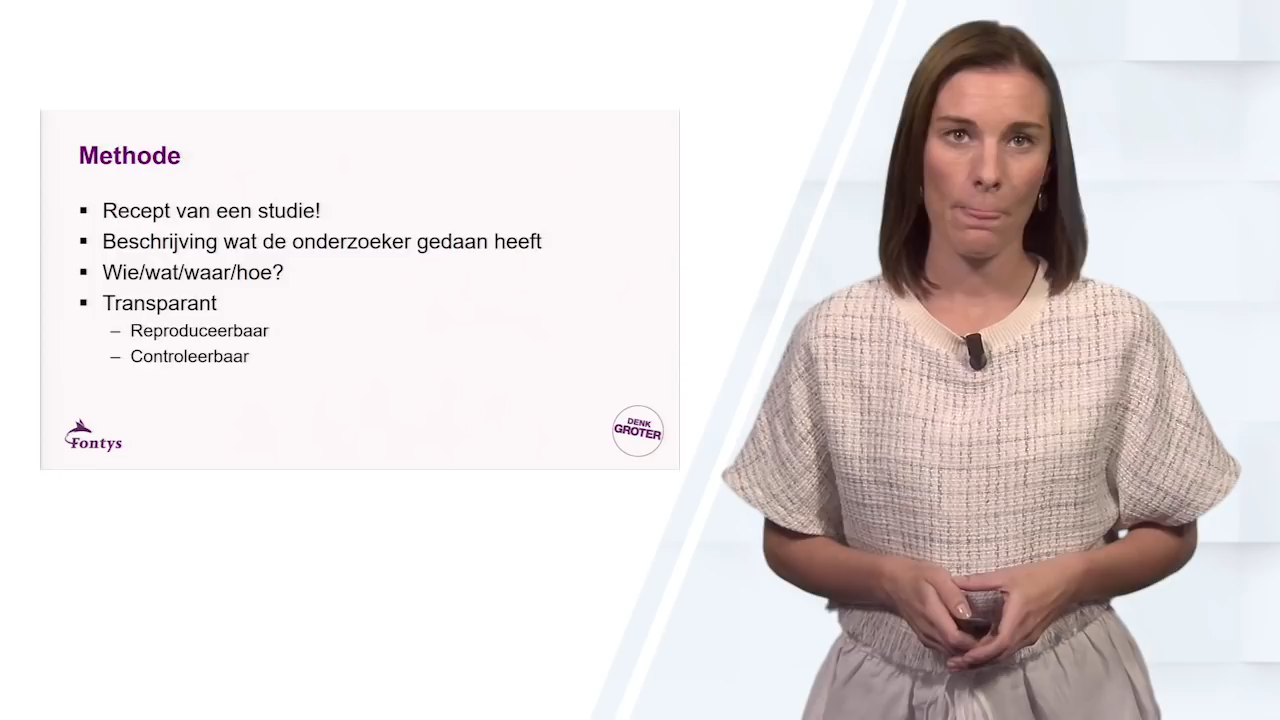 Methode
▪ Recept van een studie!
▪ Beschrijving wat de onderzoeker gedaan heeft
▪ Wie/wat/waar/hoe?
▪ Transparant
– Reproduceerbaar
– Controleerbaar
Fontys
DENK
GROTER